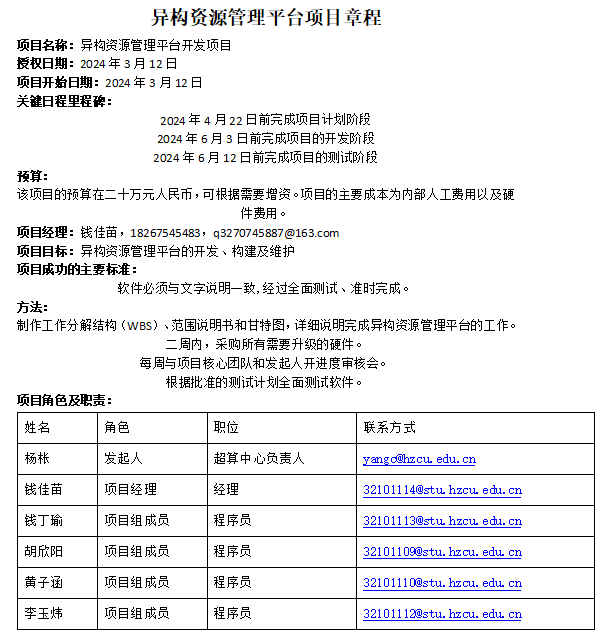 异构资源管理平台项目章程
项目名称：异构资源管理平台开发项目
授权日期：2024 年 3 月 12 日
项目开始日期：2024 年 3 月 12 日
关键日程里程碑：
2024 年 4 月 22 日前完成项目计划阶段
2024 年 6 月 3 日前完成项目的开发阶段
2024 年 6 月 12 日前完成项目的测试阶段
预算：
该项目的预算在二十万元人民币，可根据需要增资。项目的主要成本为内部人工费用以及硬
件费用。
项目经理：钱佳苗，18267545483，q3270745887@163.com
项目目标：异构资源管理平台的开发、构建及维护
项目成功的主要标准：
软件必须与文字说明一致,经过全面测试、准时完成。
方法：
制作工作分解结构（WBS）、范围说明书和甘特图，详细说明完成异构资源管理平台的工作。
二周内，采购所有需要升级的硬件。
每周与项目核心团队和发起人开进度审核会。
根据批准的测试计划全面测试软件。
项目角色及职责：
姓名 角色 职位 联系方式
杨枨 发起人 超算中心负责人 yangc@hzcu.edu.cn
钱佳苗 项目经理 经理 32101114@stu.hzcu.edu.cn
钱丁瑜 项目组成员 程序员 32101113@stu.hzcu.edu.cn
胡欣阳 项目组成员 程序员 32101109@stu.hzcu.edu.cn
黄子涵 项目组成员 程序员 32101110@stu.hzcu.edu.cn
李玉炜 项目组成员 程序员 32101112@stu.hzcu.edu.cn